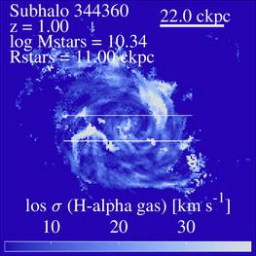 Subhalo 344360
22.0 ckpc
z = 1.00
log Mstars = 10.34
Rstars = 11.00 ckpc
los σ (H-alpha gas) [km s⁻¹]
10 20 30